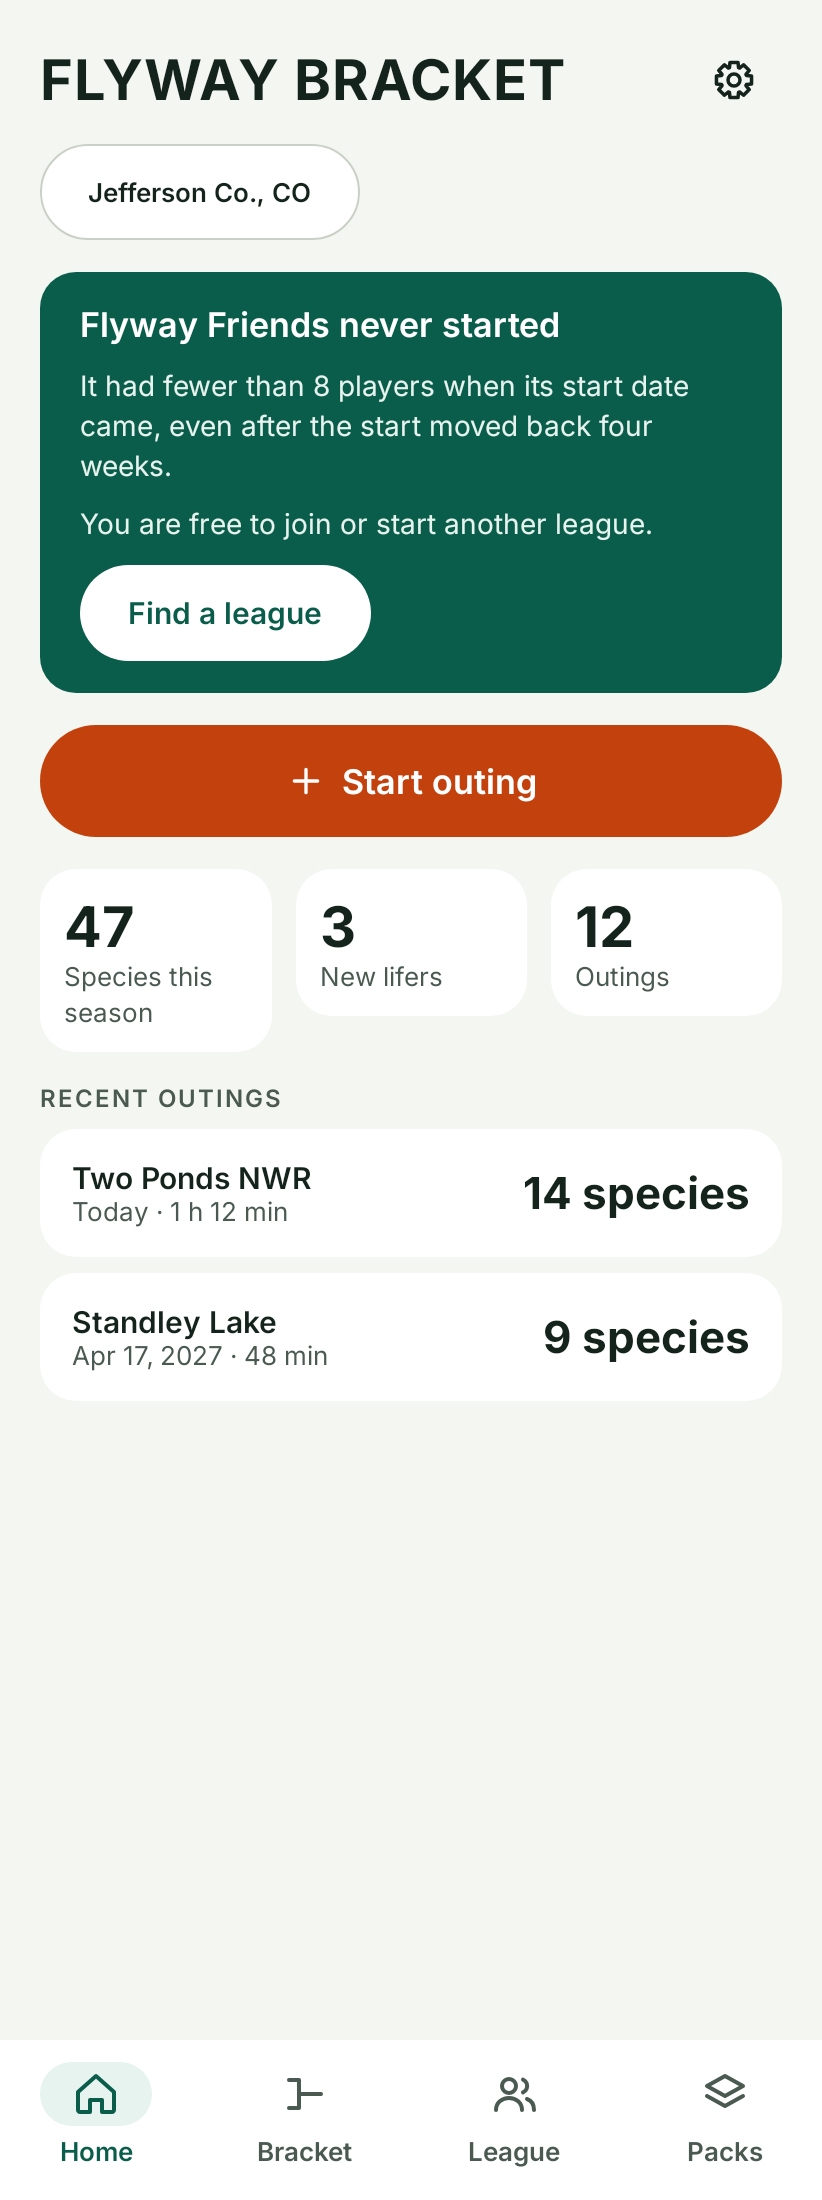 FLYWAY BRACKET
Jefferson Co., CO
Flyway Friends never started
It had fewer than 8 players when its start date
came, even after the start moved back four
weeks.
You are free to join or start another league.
Find a league
Start outing
47
Species this
season
3
New lifers
12
Outings
RECENT OUTINGS
Two Ponds NWR
Today · 1 h 12 min
14 species
Standley Lake
Apr 17, 2027 · 48 min
9 species
Home
Bracket
League
Packs